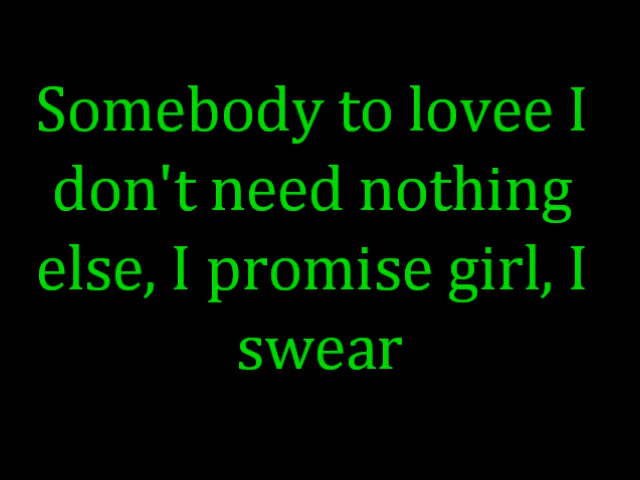 Somebody to lovee I
don't need nothing
else, I promise girl, I
swear